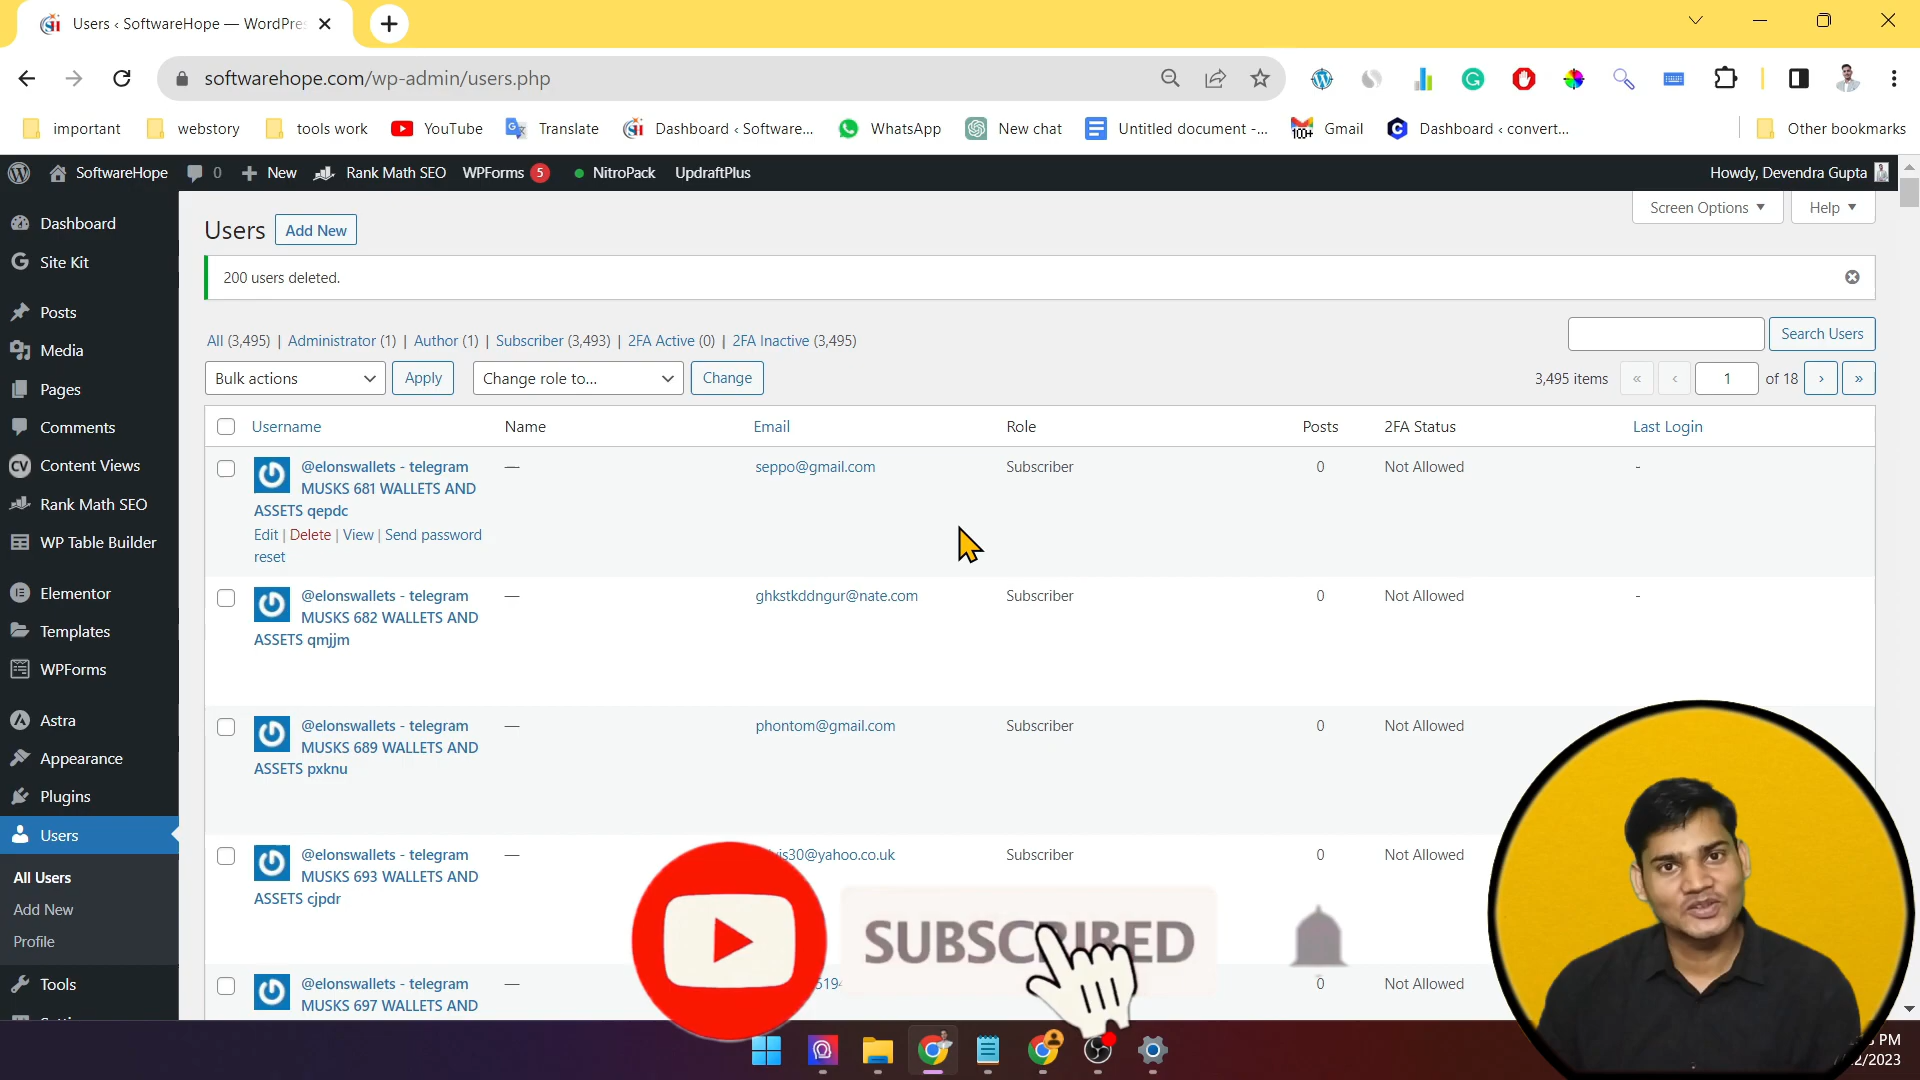 Users ‹ SoftwareHope — WordPre
softwarehope.com/wp-admin/users.php
important webstory tools work YouTube Translate Dashboard ‹ Software... WhatsApp New chat Untitled document -... 100+ Gmail Dashboard ‹ convert... Other bookmarks
SoftwareHope 0 New Rank Math SEO WPForms 5 NitroPack UpdraftPlus Howdy, Devendra Gupta
Screen Options Help
Dashboard
Site Kit
Posts
Media
Pages
Comments
Content Views
Rank Math SEO
WP Table Builder
Elementor
Templates
WPForms
Astra
Appearance
Plugins
Users
All Users
Add New
Profile
Tools
Users Add New
200 users deleted.
All (3,495) | Administrator (1) | Author (1) | Subscriber (3,493) | 2FA Active (0) | 2FA Inactive (3,495)
Search Users
Bulk actions Apply Change role to... Change 3,495 items « ‹ 1 of 18 › »
Username Name Email Role Posts 2FA Status Last Login
@elonswallets - telegram — seppo@gmail.com Subscriber 0 Not Allowed -
MUSKS 681 WALLETS AND
ASSETS qepdc
Edit | Delete | View | Send password
reset
@elonswallets - telegram — ghkstkddngur@nate.com Subscriber 0 Not Allowed -
MUSKS 682 WALLETS AND
ASSETS qmjjm
@elonswallets - telegram — phontom@gmail.com Subscriber 0 Not Allowed
MUSKS 689 WALLETS AND
ASSETS pxknu
@elonswallets - telegram — is30@yahoo.co.uk Subscriber 0 Not Allowed
MUSKS 693 WALLETS AND
ASSETS cjpdr
@elonswallets - telegram — 0 Not Allowed
MUSKS 697 WALLETS AND
SUBSCRIBED
PM
2/2023